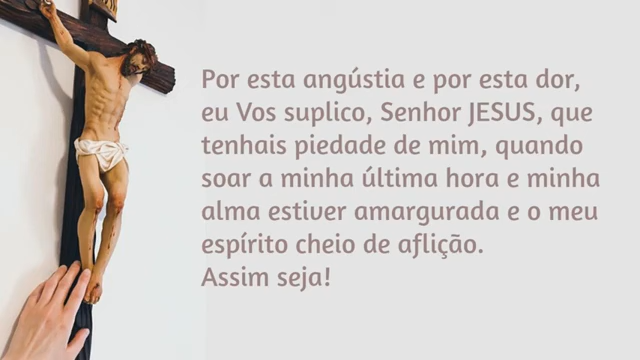 Por esta angústia e por esta dor,
eu Vos suplico, Senhor JESUS, que
tenhais piedade de mim, quando
soar a minha última hora e minha
alma estiver amargurada e o meu
espírito cheio de aflição.
Assim seja!